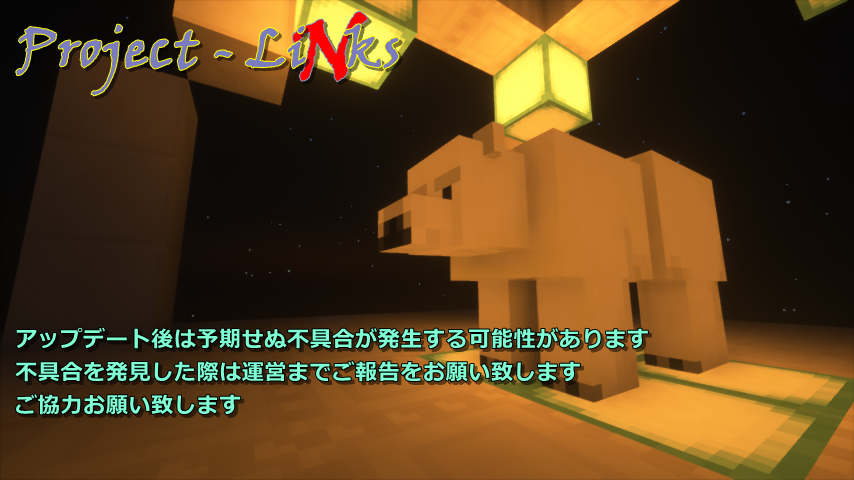 Project - LiNks
アップデート後は予期せぬ不具合が発生する可能性があります
不具合を発見した際は運営までご報告をお願い致します
ご協力お願い致します